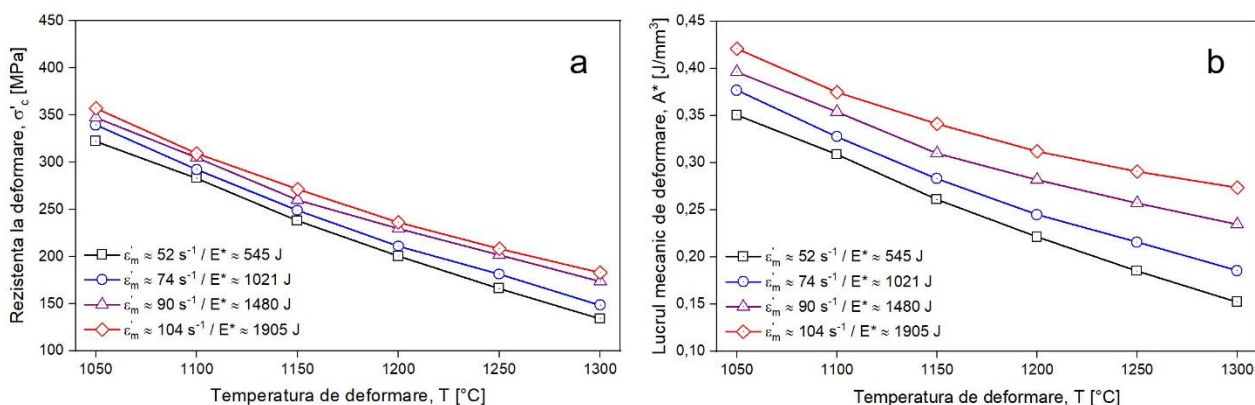 a
Rezistenta la deformare, σ'c [MPa]
450
400
350
300
250
200
150
100
ε̇m ≈ 52 s⁻¹ / E* ≈ 545 J
ε̇m ≈ 74 s⁻¹ / E* ≈ 1021 J
ε̇m ≈ 90 s⁻¹ / E* ≈ 1480 J
ε̇m ≈ 104 s⁻¹ / E* ≈ 1905 J
1050 1100 1150 1200 1250 1300
Temperatura de deformare, T [°C]
b
Lucrul mecanic de deformare, A* [J/mm³]
0,45
0,40
0,35
0,30
0,25
0,20
0,15
0,10
ε̇m ≈ 52 s⁻¹ / E* ≈ 545 J
ε̇m ≈ 74 s⁻¹ / E* ≈ 1021 J
ε̇m ≈ 90 s⁻¹ / E* ≈ 1480 J
ε̇m ≈ 104 s⁻¹ / E* ≈ 1905 J
1050 1100 1150 1200 1250 1300
Temperatura de deformare, T [°C]